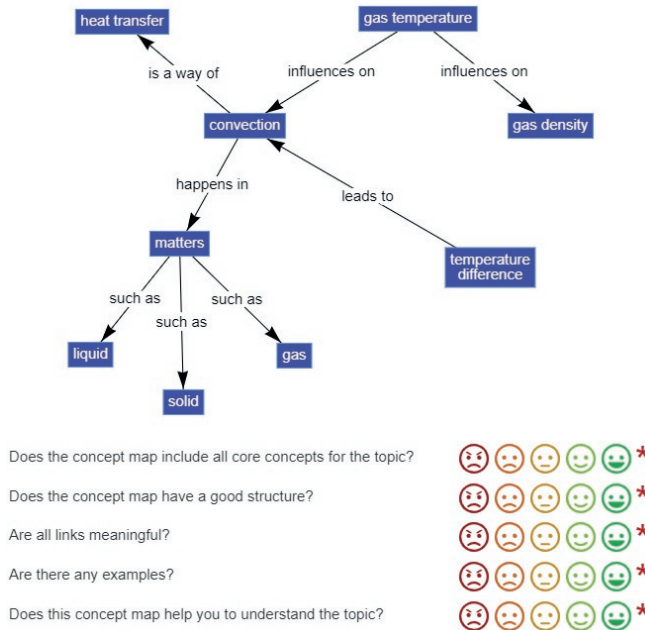 heat transfer
gas temperature
is a way of
influences on
influences on
convection
gas density
happens in
leads to
matters
temperature
difference
such as
such as
such as
liquid
gas
solid
Does the concept map include all core concepts for the topic?
*
Does the concept map have a good structure?
*
Are all links meaningful?
*
Are there any examples?
*
Does this concept map help you to understand the topic?
*